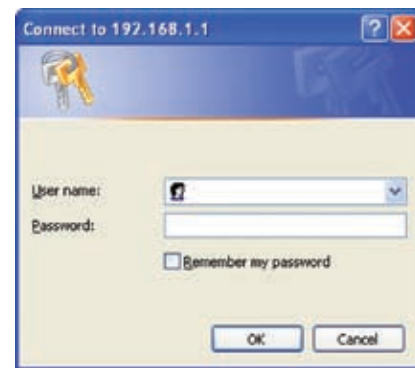 Connect to 192.168.1.1
User name:
Password:
Remember my password
OK Cancel